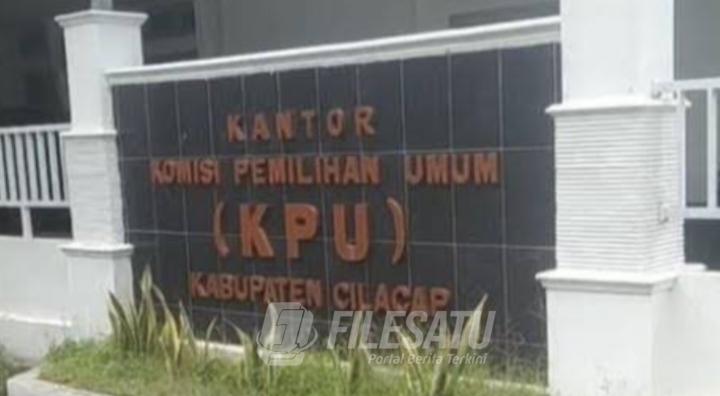 KANTOR
KOMISI PEMILIHAN UMUM
(KPU)
KABUPATEN CILACAP
FILESATU
Portal Berita Terkini